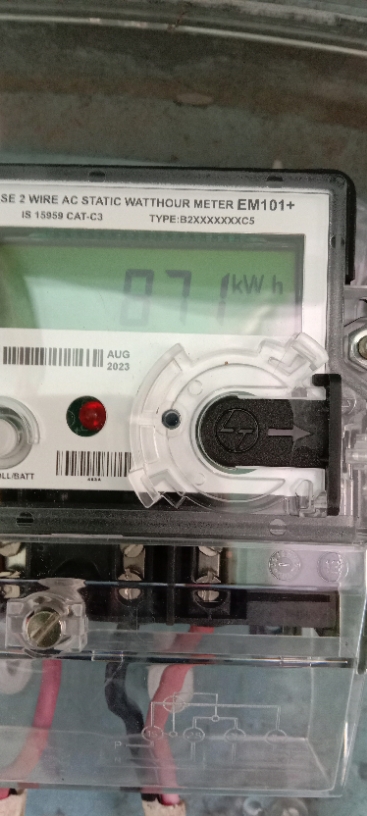 SE 2 WIRE AC STATIC WATTHOUR METER EM101+
IS 15959 CAT-C3 TYPE:B2XXXXXXXC5
871 kWh
AUG
2023
LL/BATT